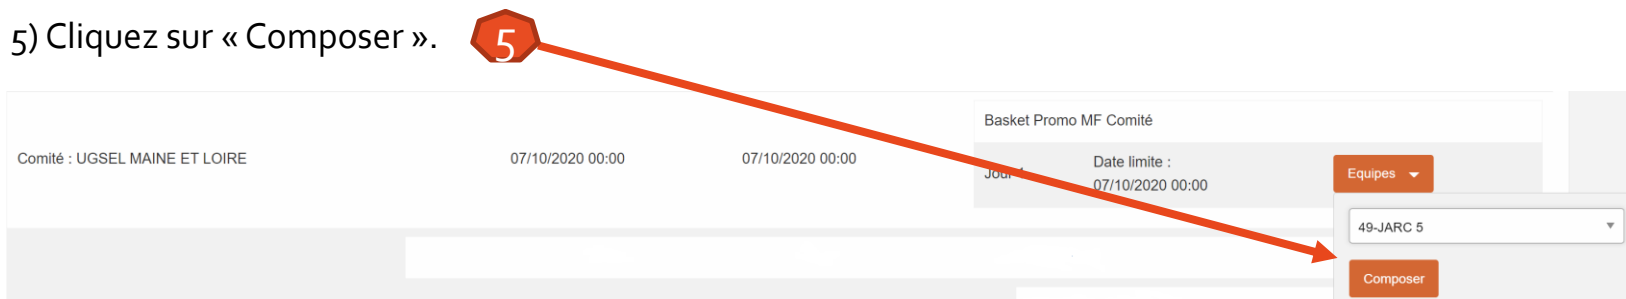 5) Cliquez sur « Composer ». 5
Basket Promo MF Comité
Comité : UGSEL MAINE ET LOIRE 07/10/2020 00:00 07/10/2020 00:00
Date limite :
07/10/2020 00:00
Equipes
49-JARC 5
Composer